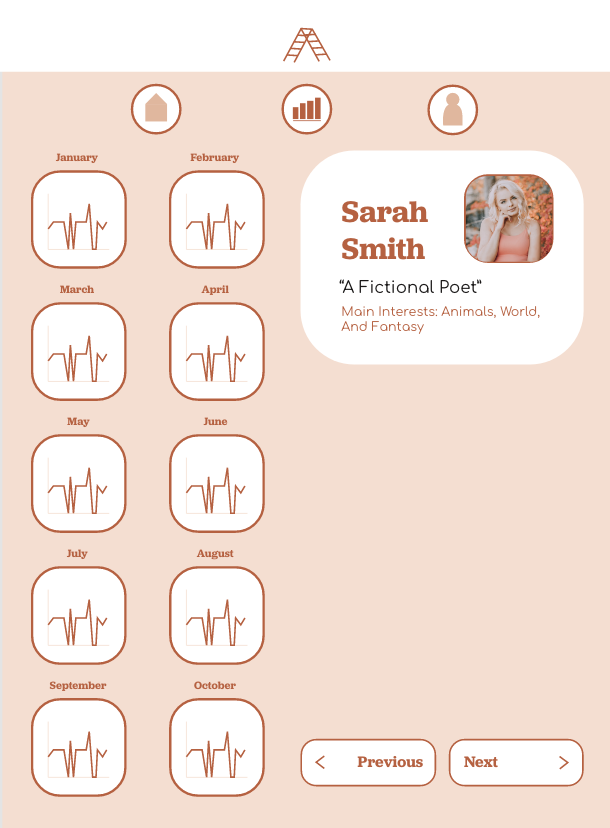 January
February
Sarah
Smith
“A Fictional Poet”
Main Interests: Animals, World,
And Fantasy
March
April
May
June
July
August
September
October
Previous
Next